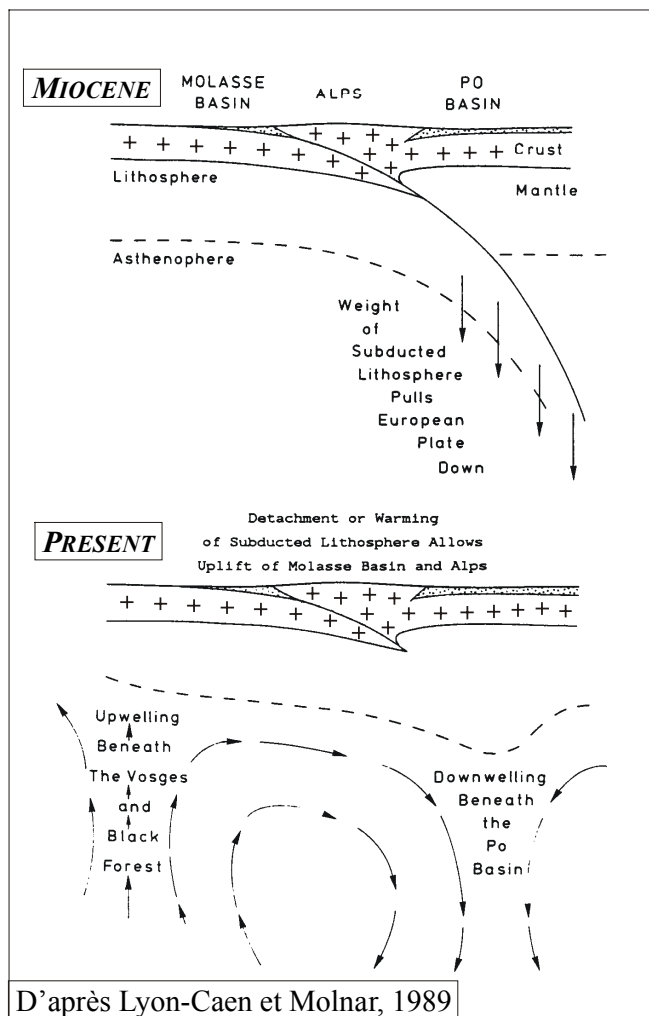 MIOCENE
MOLASSE
BASIN
ALPS
PO
BASIN
Crust
Lithosphere
Mantle
Asthenophere
Weight
of
Subducted
Lithosphere
Pulls
European
Plate
Down
PRESENT
Detachment or Warming
of Subducted Lithosphere Allows
Uplift of Molasse Basin and Alps
Upwelling
Beneath
The Vosges
and
Black
Forest
Downwelling
Beneath
the
Po
Basin
D'après Lyon-Caen et Molnar, 1989